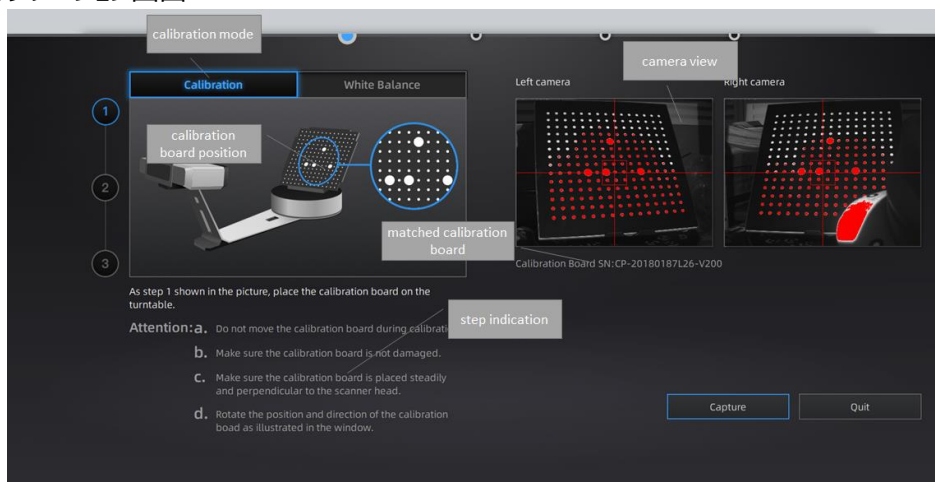 calibration mode
camera view
Calibration
White Balance
Left camera
Right camera
1
calibration
board position
2
matched calibration
board
3
Calibration Board SN:CP-20180187L26-V200
As step 1 shown in the picture, place the calibration board on the
turntable.
step indication
Attention: a. Do not move the calibration board during
b. Make sure the calibration board is not damaged.
c. Make sure the calibration board is placed steadily
and perpendicular to the scanner head.
d. Rotate the position and direction of the calibration
boad as illustrated in the window.
Capture
Quit